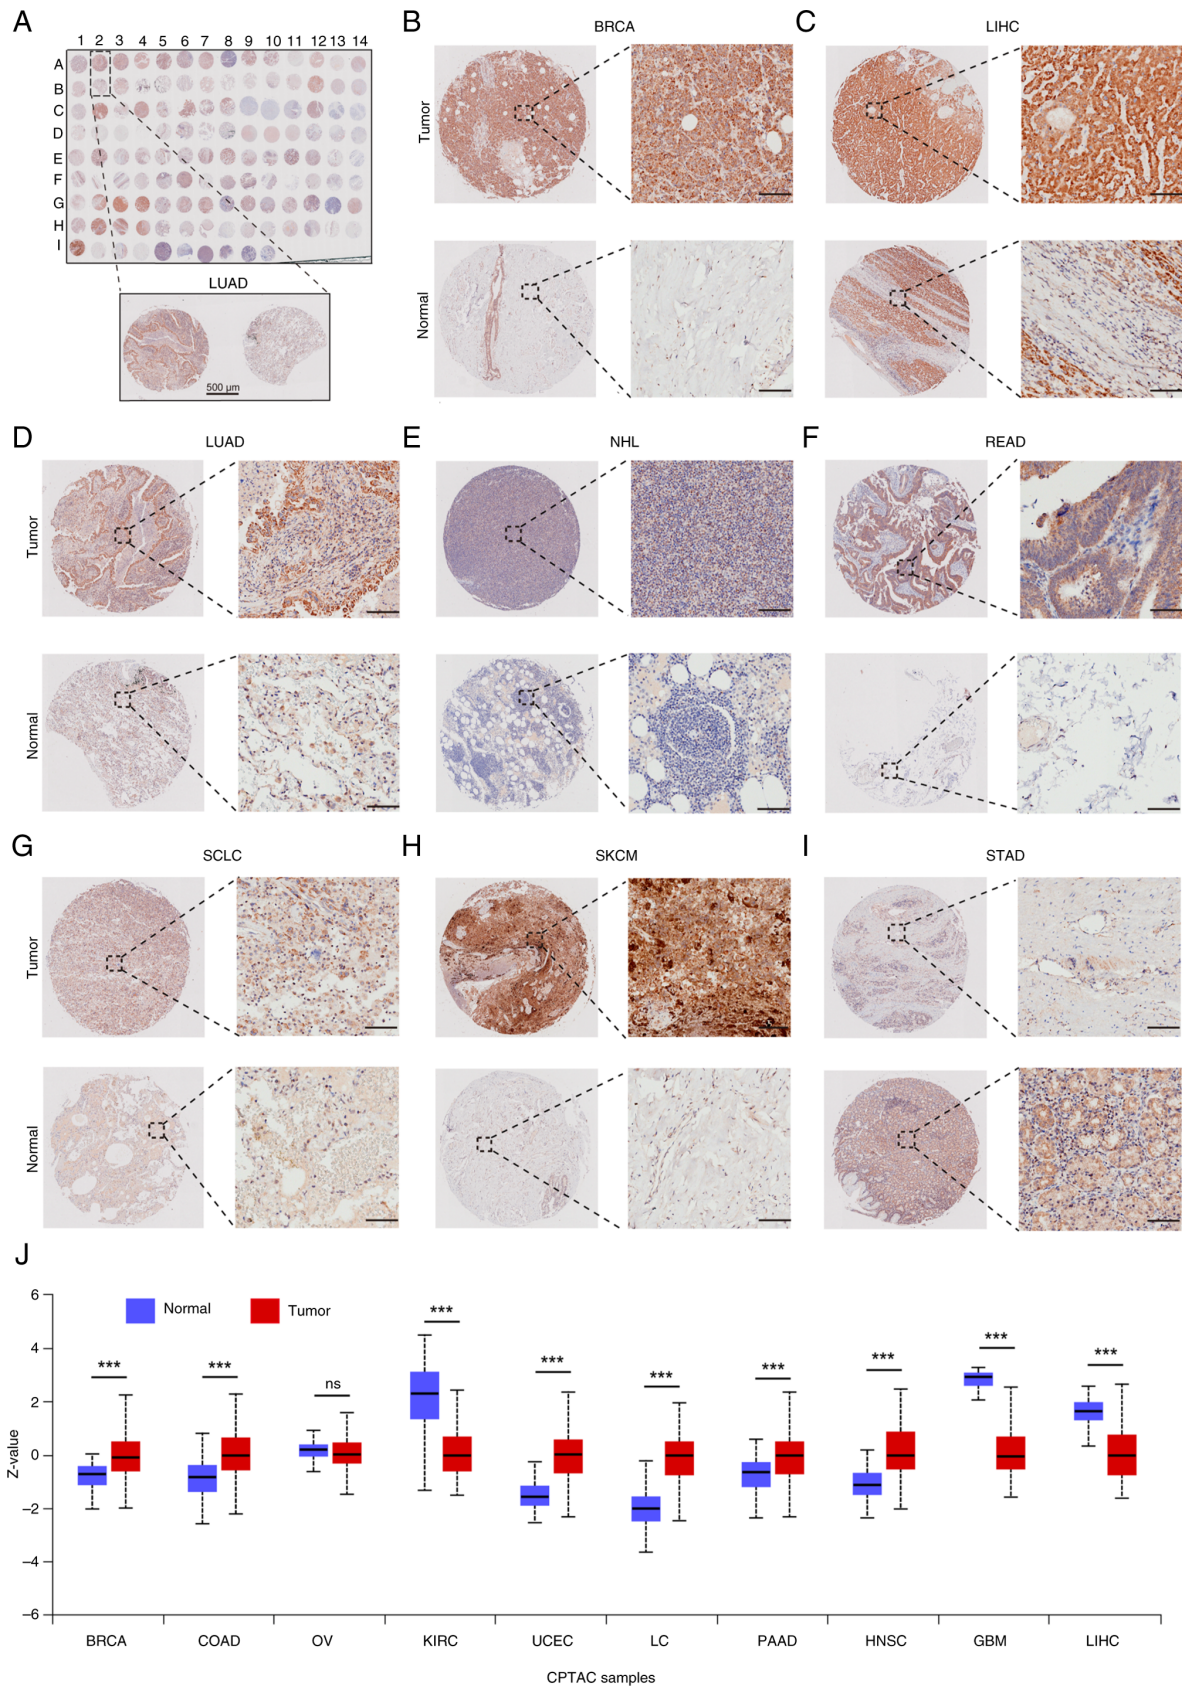 A
1 2 3 4 5 6 7 8 9 10 11 12 13 14
A
B
C
D
E
F
G
H
I
LUAD
500 µm
B
BRCA
Tumor
Normal
C
LIHC
D
LUAD
Tumor
Normal
E
NHL
F
READ
G
SCLC
Tumor
Normal
H
SKCM
I
STAD
J
Normal
Tumor
Z-value
6
4
2
0
–2
–4
–6
***
***
ns
***
***
***
***
***
***
***
BRCA COAD OV KIRC UCEC LC PAAD HNSC GBM LIHC
CPTAC samples